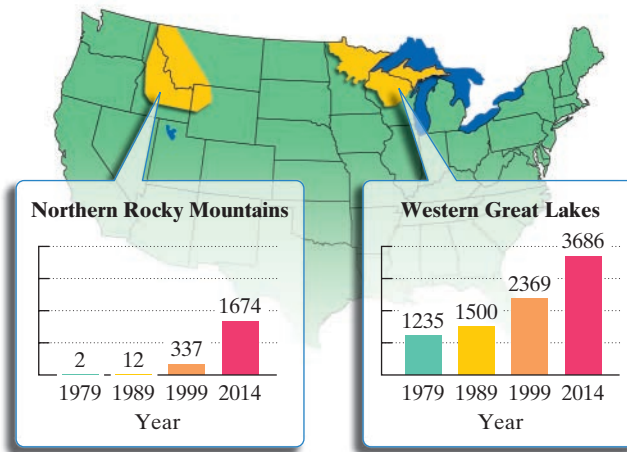 Northern Rocky Mountains
2
12
337
1674
1979 1989 1999 2014
Year
Western Great Lakes
1235
1500
2369
3686
1979 1989 1999 2014
Year